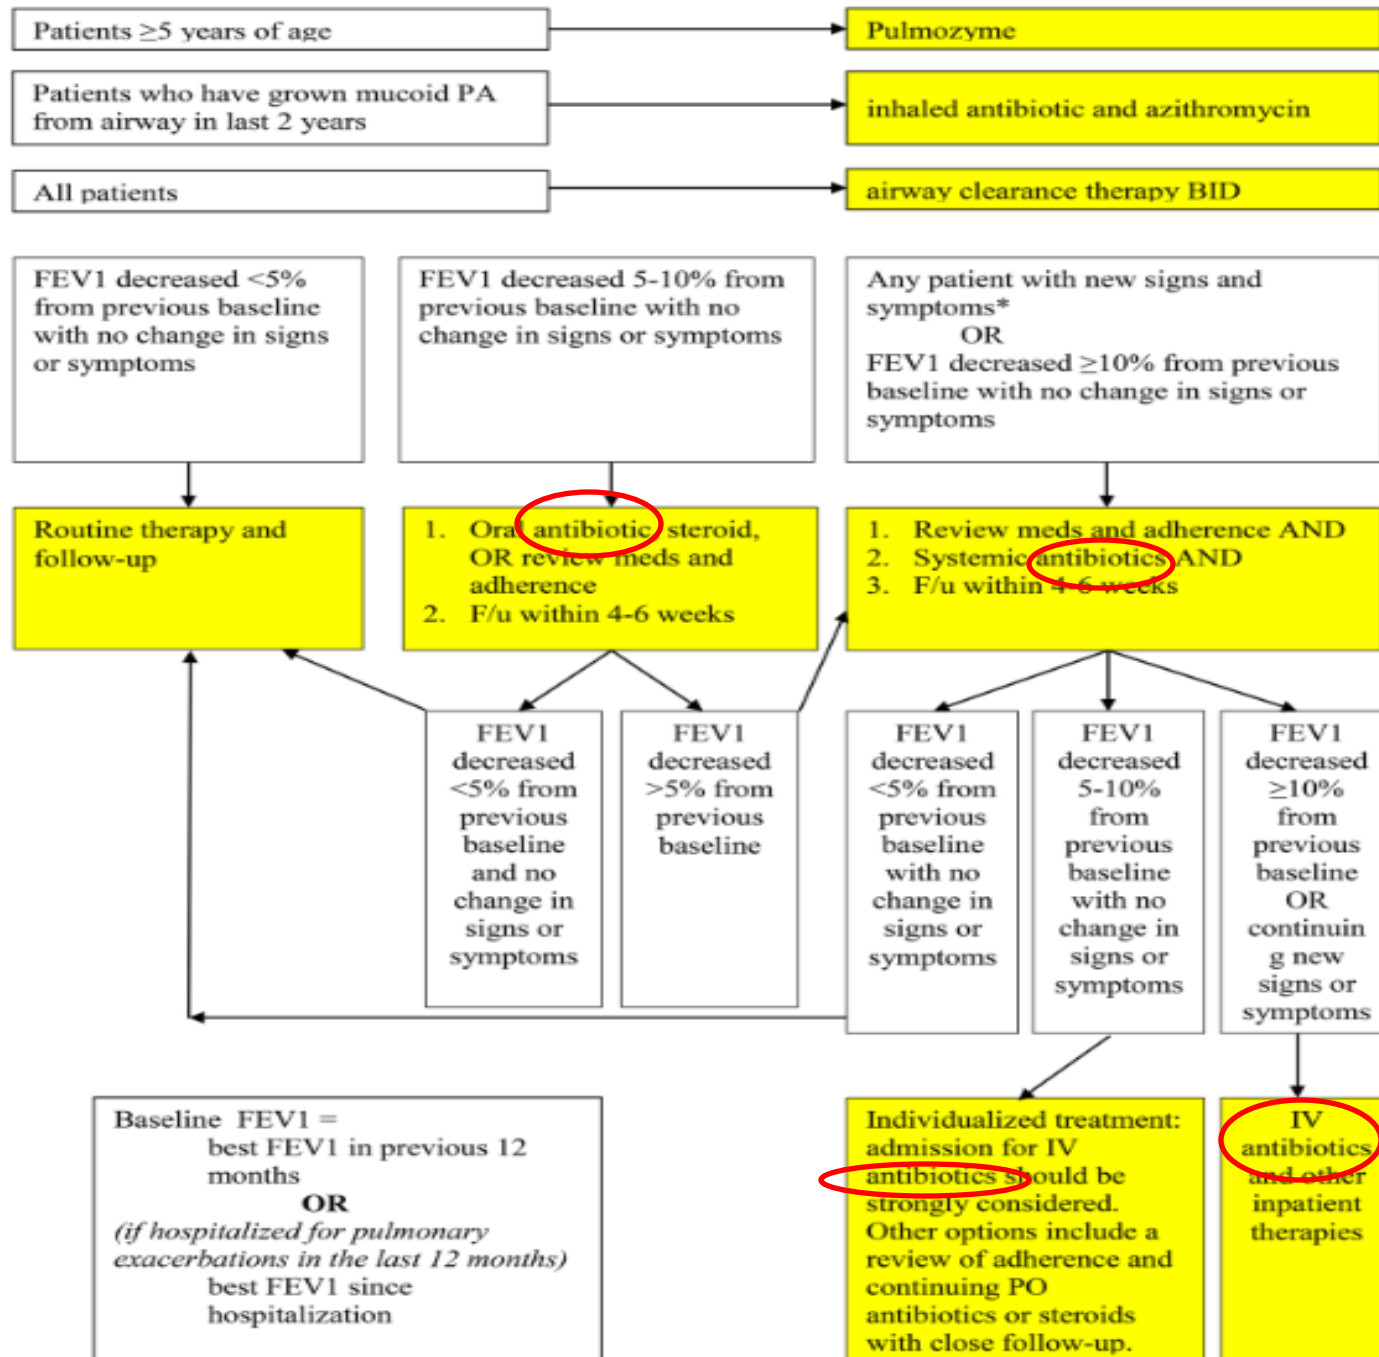 Patients ≥5 years of age
Pulmozyme
Patients who have grown mucoid PA
from airway in last 2 years
inhaled antibiotic and azithromycin
All patients
airway clearance therapy BID
FEV1 decreased <5%
from previous baseline
with no change in signs
or symptoms
FEV1 decreased 5-10% from
previous baseline with no
change in signs or symptoms
Any patient with new signs and
symptoms*
OR
FEV1 decreased ≥10% from previous
baseline with no change in signs or
symptoms
Routine therapy and
follow-up
1. Oral antibiotic, steroid,
OR review meds and
adherence
2. F/u within 4-6 weeks
1. Review meds and adherence AND
2. Systemic antibiotics AND
3. F/u within 4-6 weeks
FEV1
decreased
<5% from
previous
baseline
and no
change in
signs or
symptoms
FEV1
decreased
>5% from
previous
baseline
FEV1
decreased
<5% from
previous
baseline
with no
change in
signs or
symptoms
FEV1
decreased
5-10%
from
previous
baseline
with no
change in
signs or
symptoms
FEV1
decreased
≥10%
from
previous
baseline
OR
continuin
g new
signs or
symptoms
Baseline FEV1 =
best FEV1 in previous 12
months
OR
(if hospitalized for pulmonary
exacerbations in the last 12 months)
best FEV1 since
hospitalization
Individualized treatment:
admission for IV
antibiotics should be
strongly considered.
Other options include a
review of adherence and
continuing PO
antibiotics or steroids
with close follow-up.
IV
antibiotics
and other
inpatient
therapies